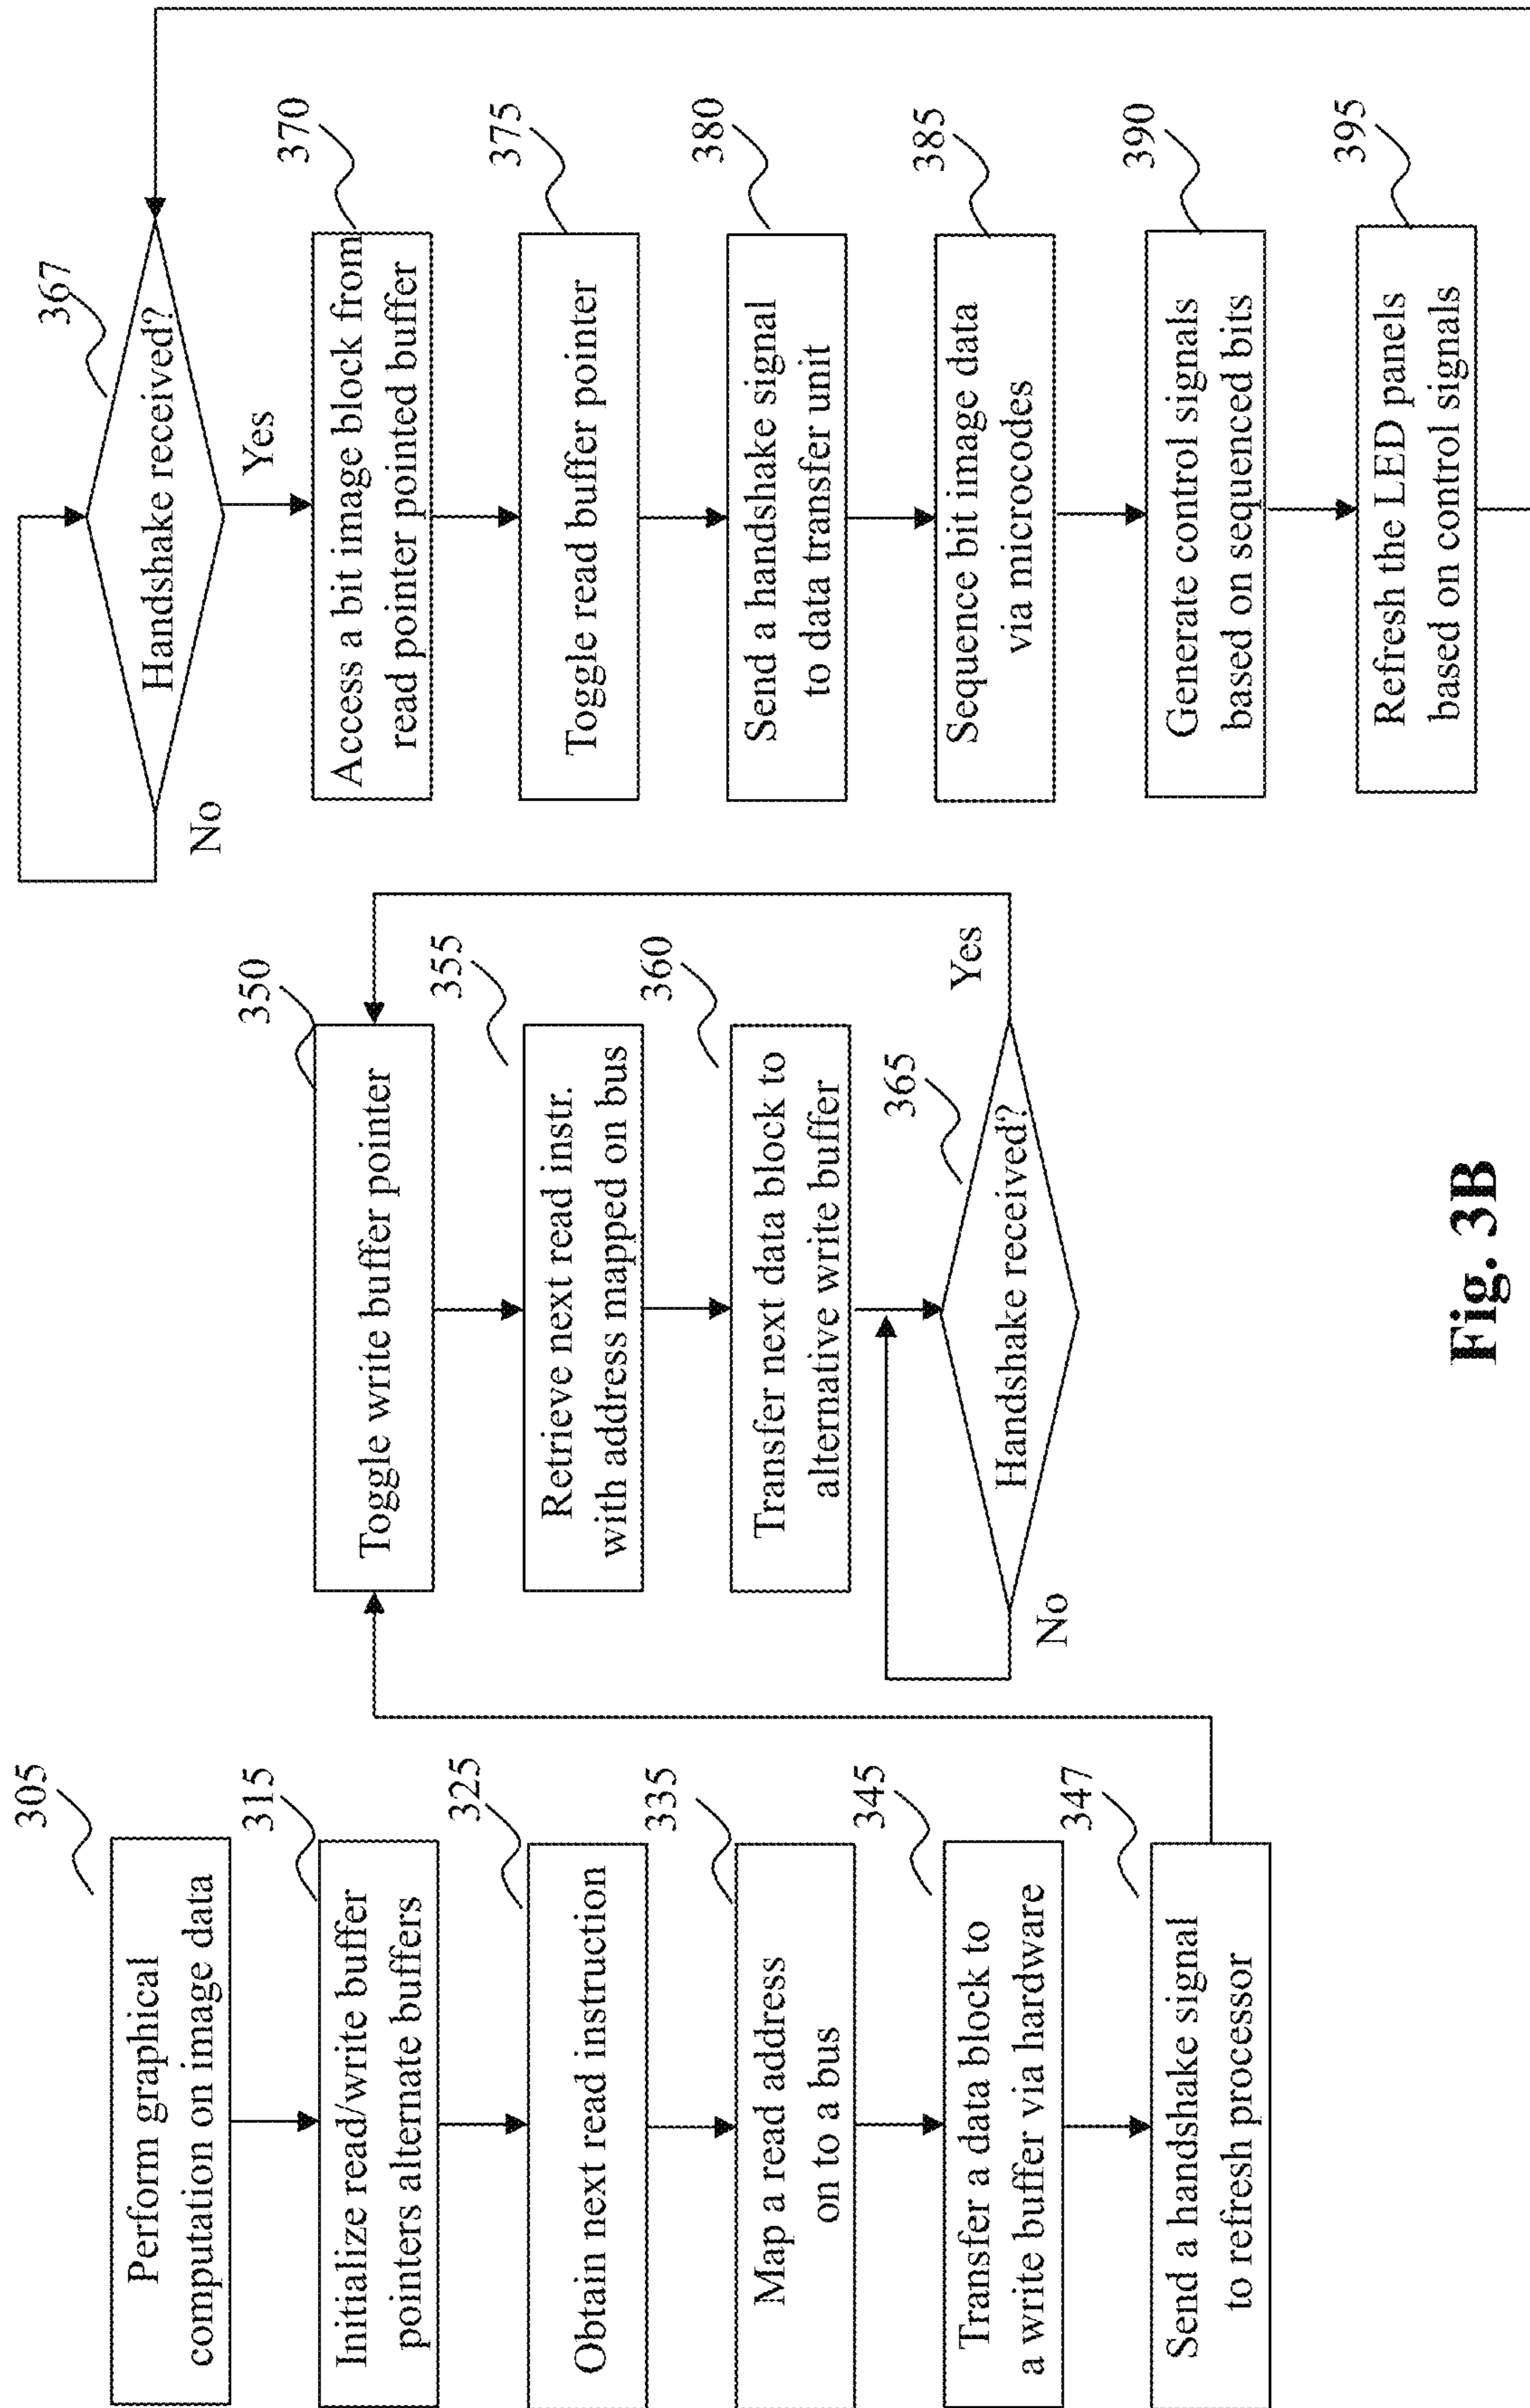 305
Perform graphical
computation on image data
315
Initialize read/write buffer
pointers alternate buffers
325
Obtain next read instruction
335
Map a read address
on to a bus
345
Transfer a data block to
a write buffer via hardware
347
Send a handshake signal
to refresh processor
350
Toggle write buffer pointer
355
Retrieve next read instr.
with address mapped on bus
360
Transfer next data block to
alternative write buffer
365
Handshake received?
Yes
No
367
Handshake received?
No
Yes
370
Access a bit image block from
read pointer pointed buffer
375
Toggle read buffer pointer
380
Send a handshake signal
to data transfer unit
385
Sequence bit image data
via microcodes
390
Generate control signals
based on sequenced bits
395
Refresh the LED panels
based on control signals
Fig. 3B